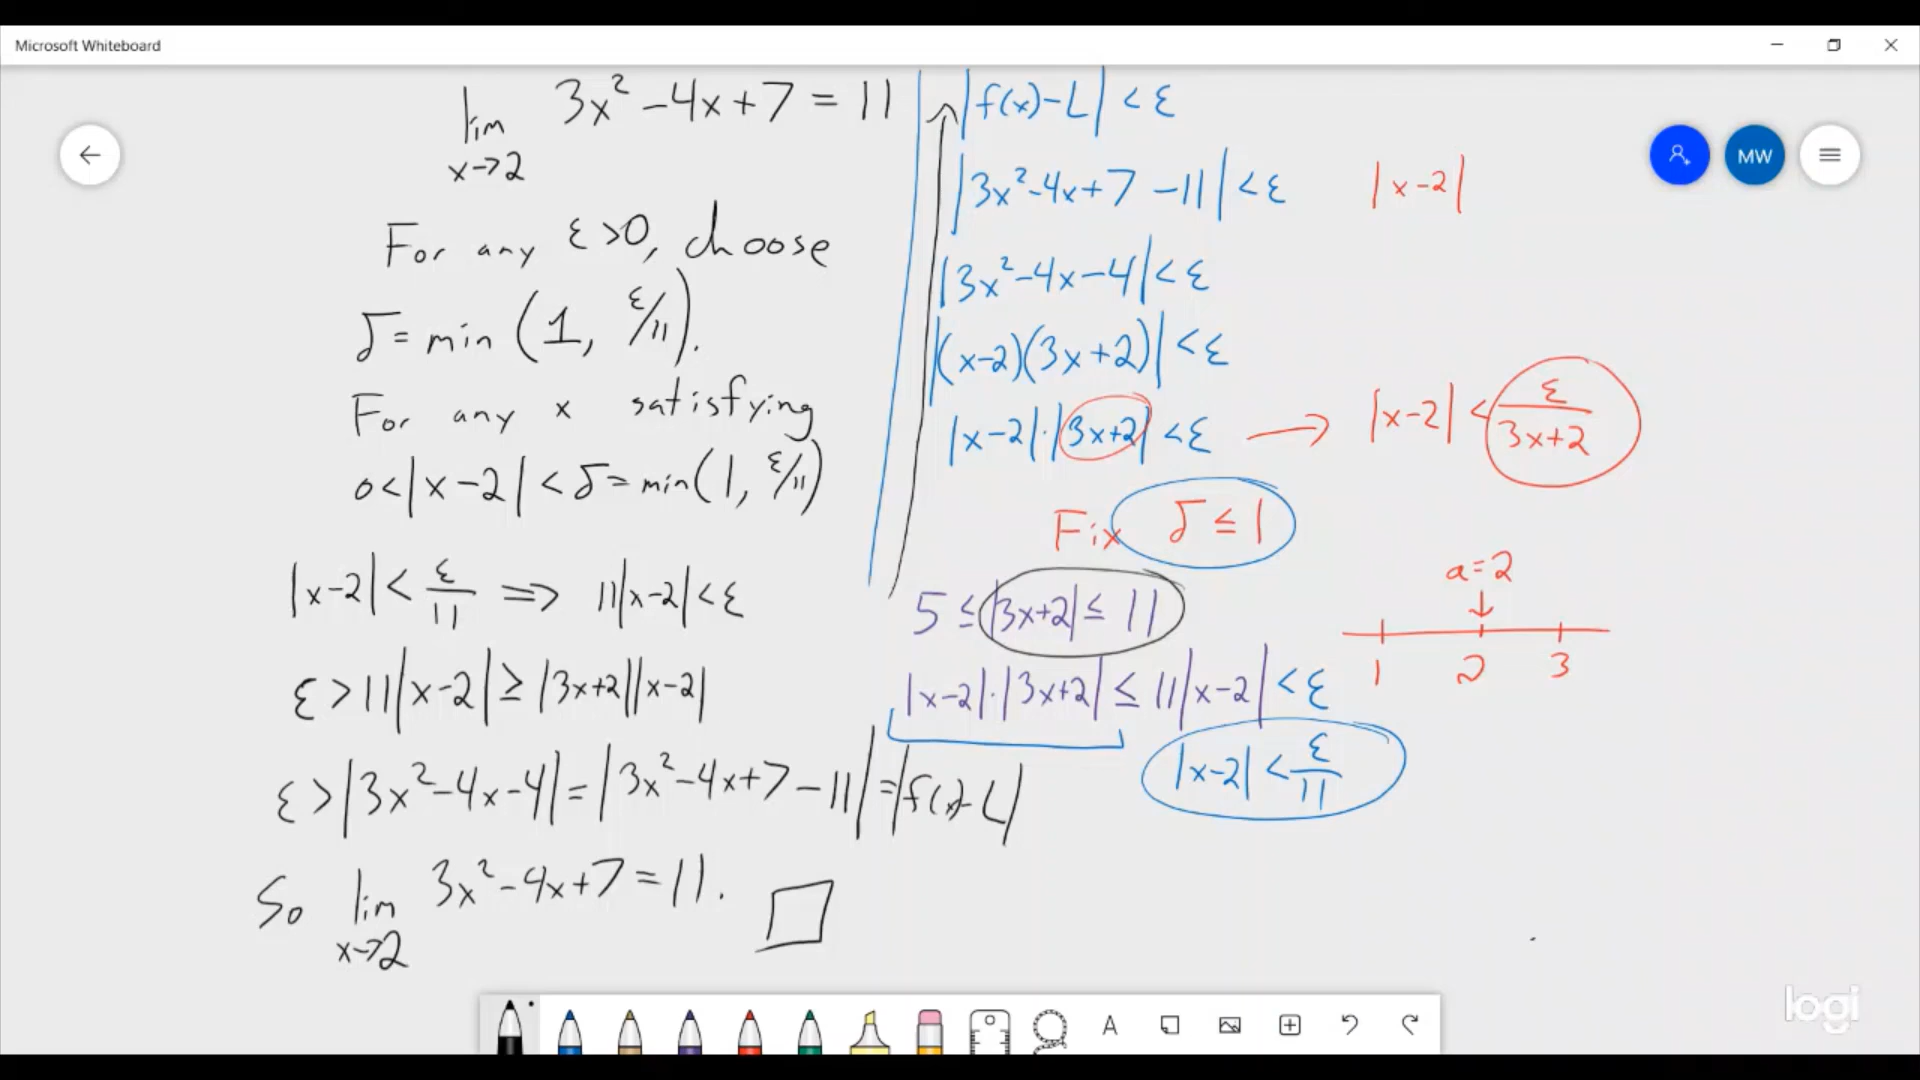 Microsoft Whiteboard
lim x→2 3x² - 4x + 7 = 11
For any ε > 0, choose
δ = min (1, ε/11).
For any x satisfying
0 < |x - 2| < δ = min(1, ε/11)
|x - 2| < ε/11 ⟹ 11|x - 2| < ε
ε > 11|x - 2| ≥ |3x+2||x-2|
ε > |3x² - 4x - 4| = |3x² - 4x + 7 - 11| = |f(x) - L|
So lim x→2 3x² - 4x + 7 = 11. □
|f(x) - L| < ε
|3x² - 4x + 7 - 11| < ε
|3x² - 4x - 4| < ε
|(x-2)(3x+2)| < ε
|x-2| · |3x+2| < ε → |x-2| < ε/3x+2
Fix δ ≤ 1
5 ≤ |3x+2| ≤ 11
|x-2| · |3x+2| ≤ 11|x-2| < ε
|x-2| < ε/11
|x-2|
a=2
1 2 3
MW
A
logi